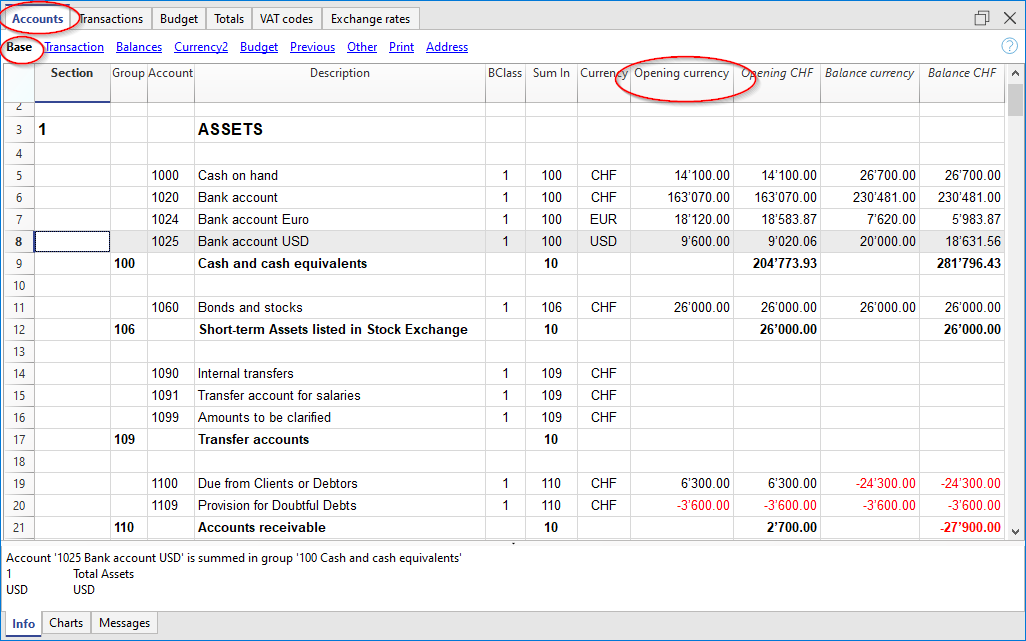 Accounts Transactions Budget Totals VAT codes Exchange rates
Base Transaction Balances Currency2 Budget Previous Other Print Address ?
Section Group Account Description BClass Sum In Currency Opening currency Opening CHF Balance currency Balance CHF
2
3 1 ASSETS
4
5 1000 Cash on hand 1 100 CHF 14’100.00 14’100.00 26’700.00 26’700.00
6 1020 Bank account 1 100 CHF 163’070.00 163’070.00 230’481.00 230’481.00
7 1024 Bank account Euro 1 100 EUR 18’120.00 18’583.87 7’620.00 5’983.87
8 1025 Bank account USD 1 100 USD 9’600.00 9’020.06 20’000.00 18’631.56
9 100 Cash and cash equivalents 10 204’773.93 281’796.43
10
11 1060 Bonds and stocks 1 106 CHF 26’000.00 26’000.00 26’000.00 26’000.00
12 106 Short-term Assets listed in Stock Exchange 10 26’000.00 26’000.00
13
14 1090 Internal transfers 1 109 CHF
15 1091 Transfer account for salaries 1 109 CHF
16 1099 Amounts to be clarified 1 109 CHF
17 109 Transfer accounts 10
18
19 1100 Due from Clients or Debtors 1 110 CHF 6’300.00 6’300.00 -24’300.00 -24’300.00
20 1109 Provision for Doubtful Debts 1 110 CHF -3’600.00 -3’600.00 -3’600.00 -3’600.00
21 110 Accounts receivable 10 2’700.00 -27’900.00
Account '1025 Bank account USD' is summed in group '100 Cash and cash equivalents'
1 Total Assets
USD USD
Info Charts Messages